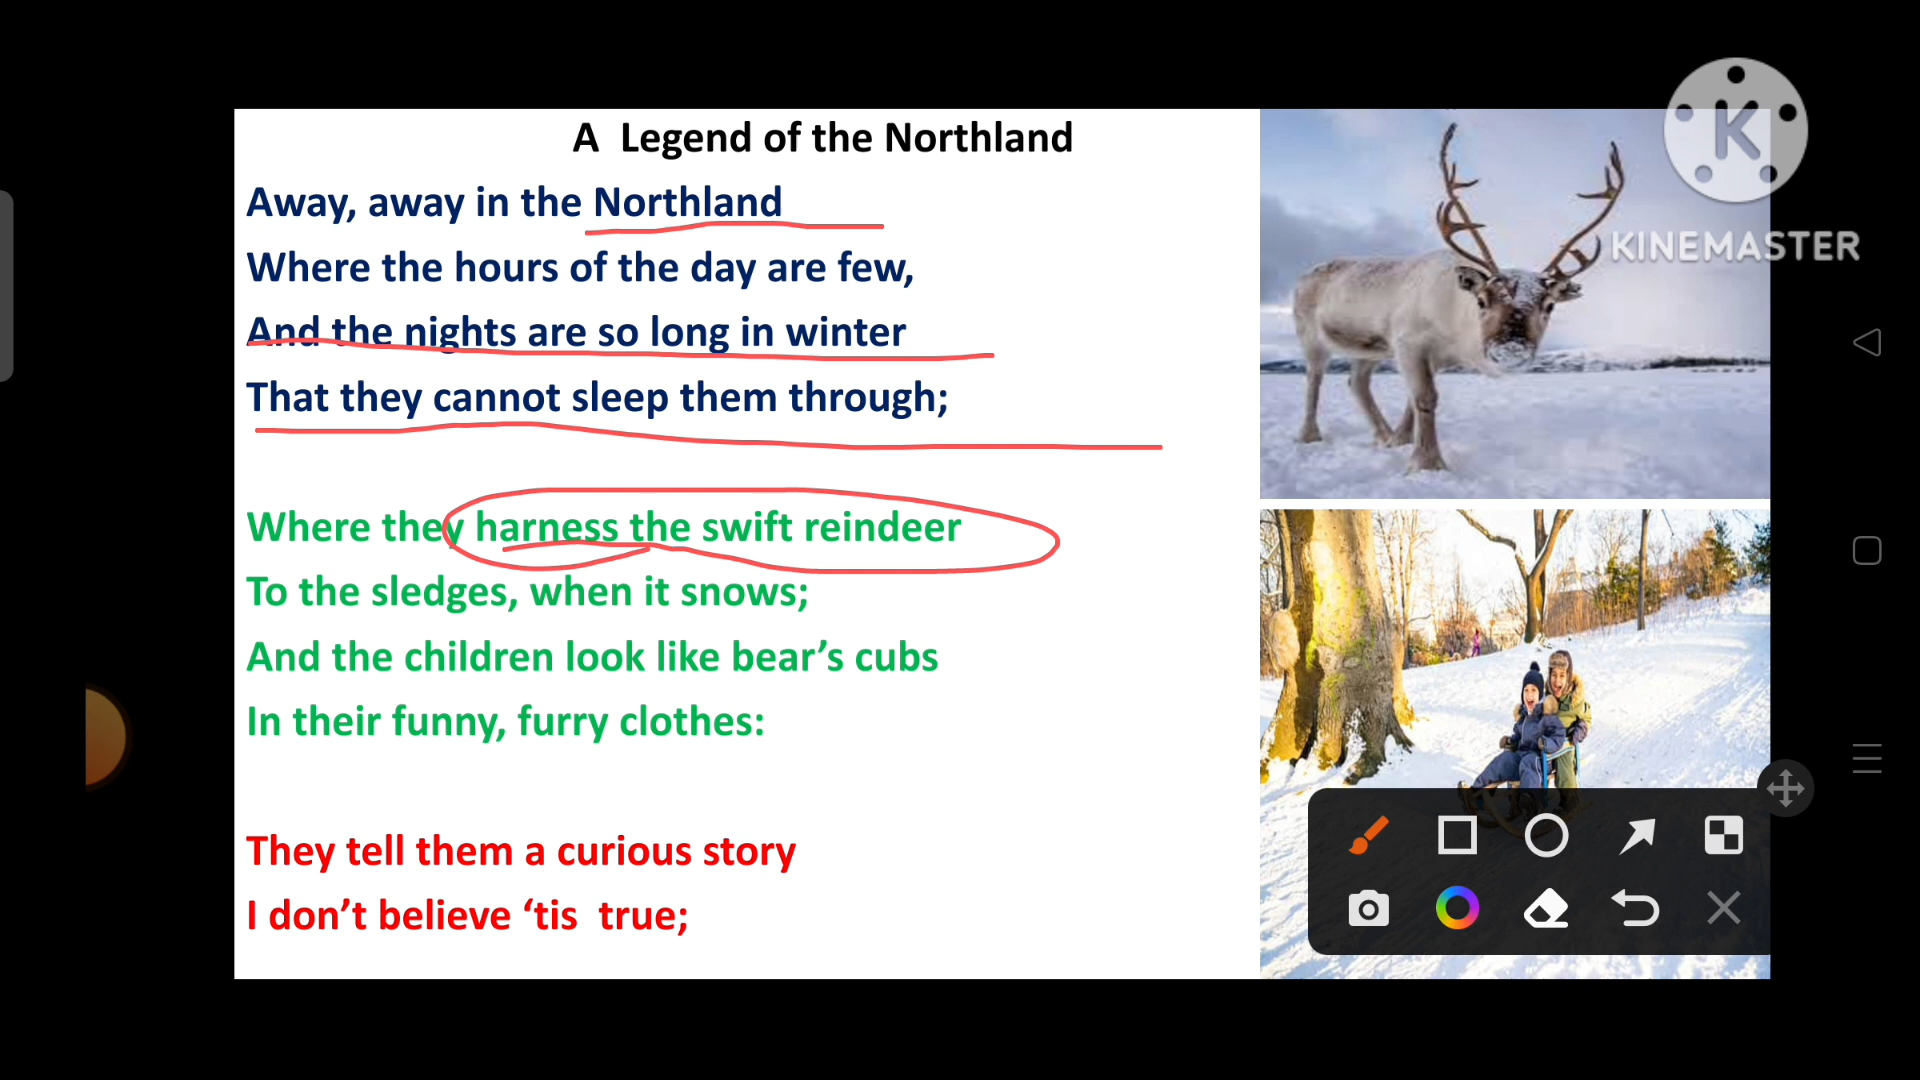 A Legend of the Northland
Away, away in the Northland
Where the hours of the day are few,
And the nights are so long in winter
That they cannot sleep them through;
Where they harness the swift reindeer
To the sledges, when it snows;
And the children look like bear’s cubs
In their funny, furry clothes:
They tell them a curious story
I don’t believe ‘tis true;
K
KINEMASTER